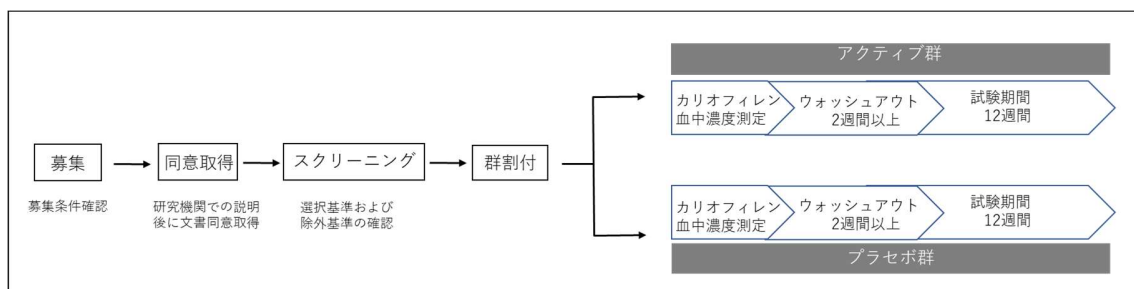 アクティブ群
カリオフィレン
血中濃度測定
ウォッシュアウト
2週間以上
試験期間
12週間
募集
同意取得
スクリーニング
群割付
募集条件確認
研究機関での説明
後に文書同意取得
選択基準および
除外基準の確認
カリオフィレン
血中濃度測定
ウォッシュアウト
2週間以上
試験期間
12週間
プラセボ群